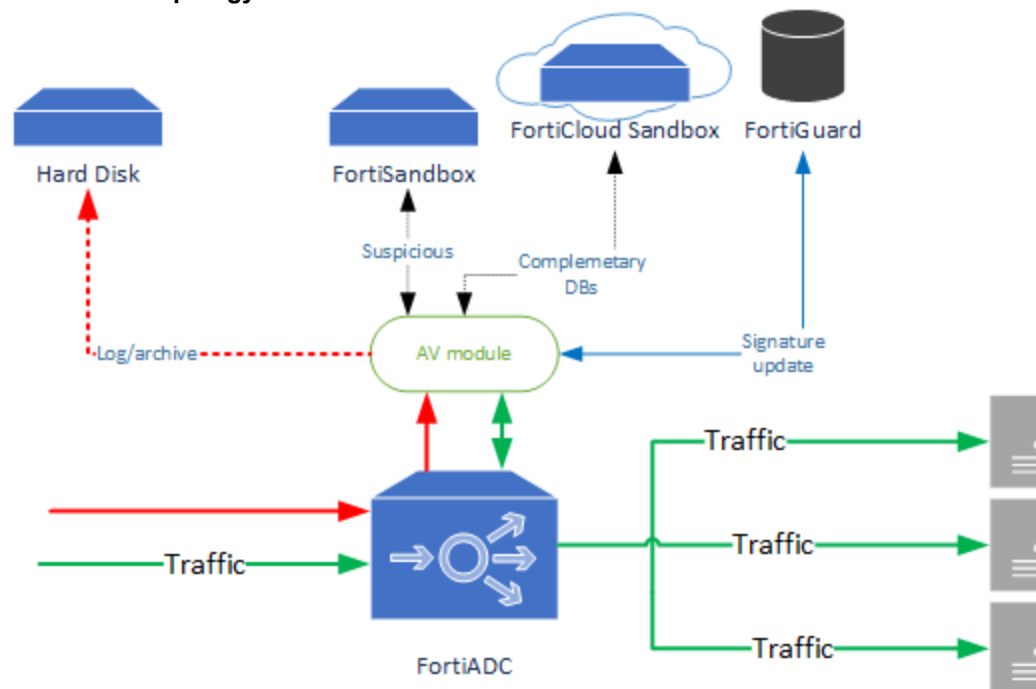 FortiCloud Sandbox
FortiGuard
Hard Disk
FortiSandbox
Suspicious
Complemetary
DBs
Log/archive
AV module
Signature
update
Traffic
Traffic
Traffic
Traffic
FortiADC